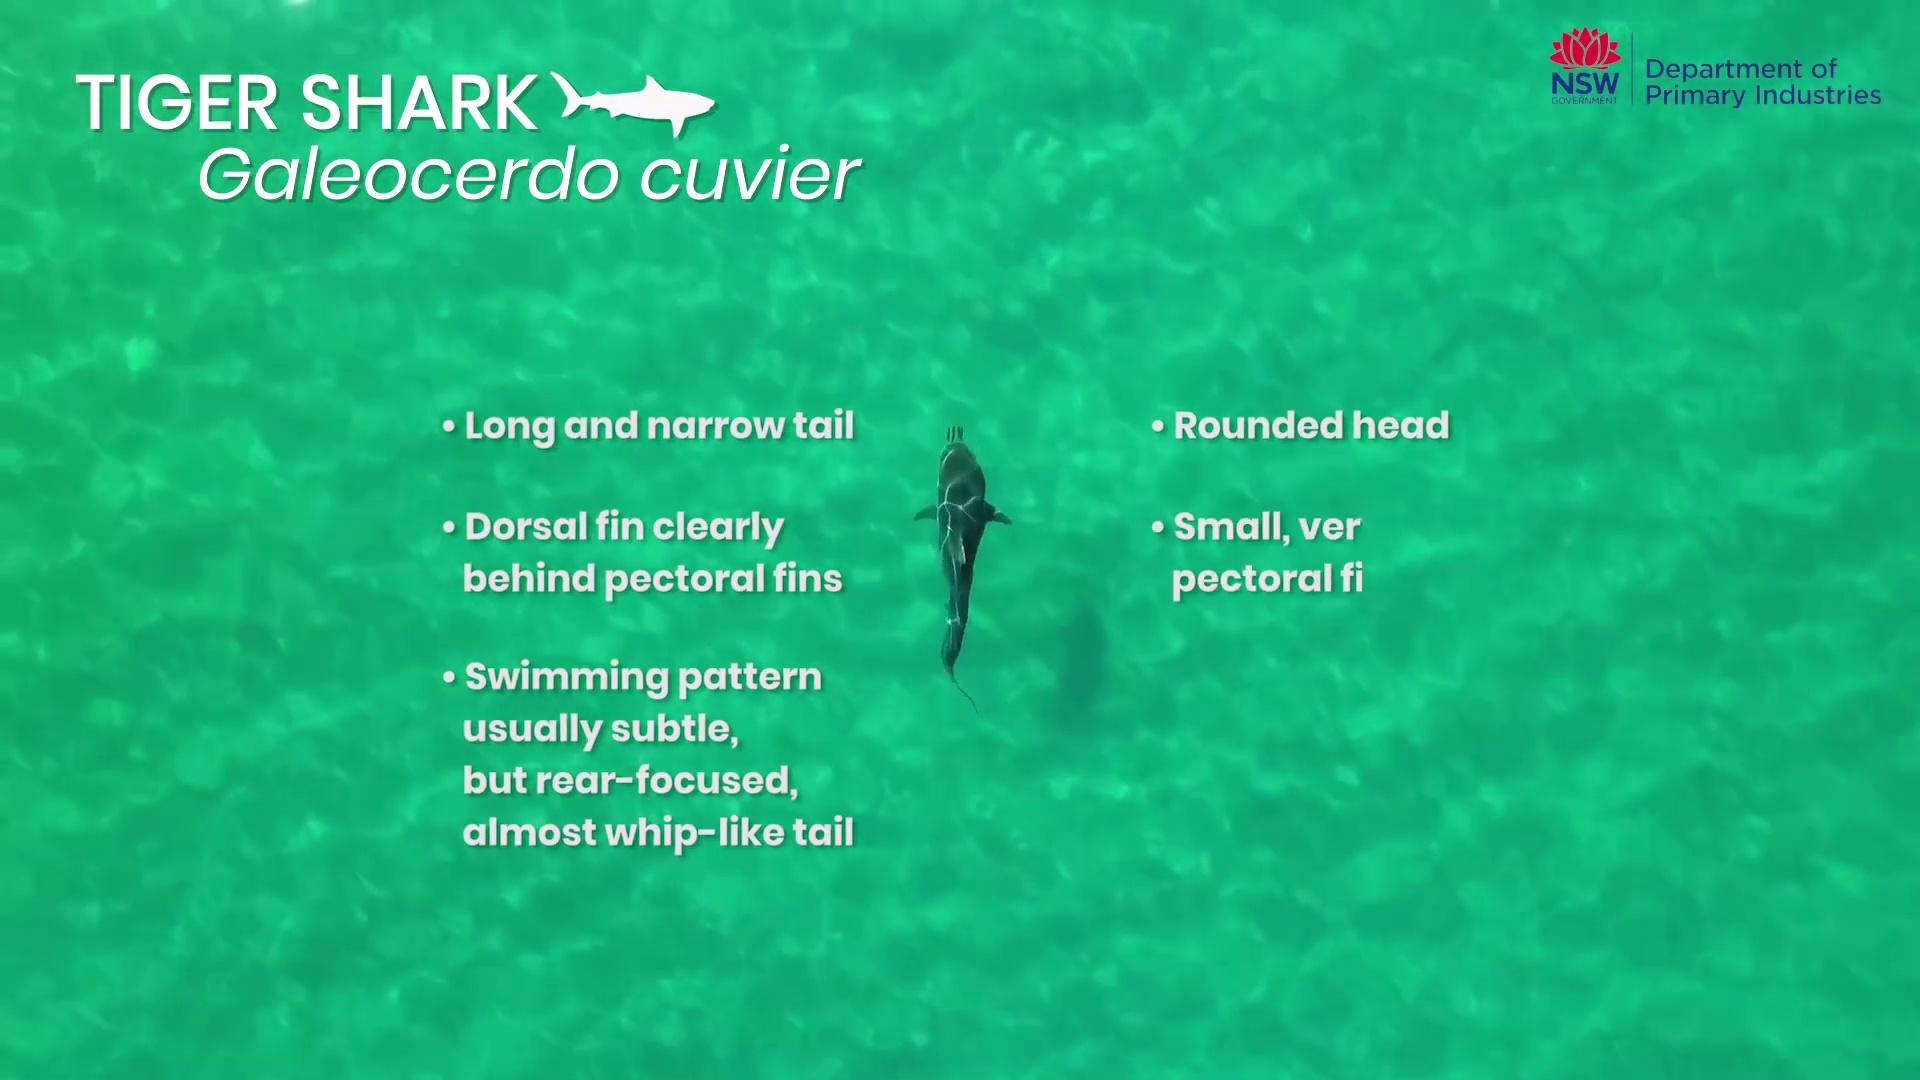 TIGER SHARK
Galeocerdo cuvier
NSW
GOVERNMENT
Department of
Primary Industries
• Long and narrow tail
• Dorsal fin clearly
behind pectoral fins
• Swimming pattern
usually subtle,
but rear-focused,
almost whip-like tail
• Rounded head
• Small, ver
pectoral fi